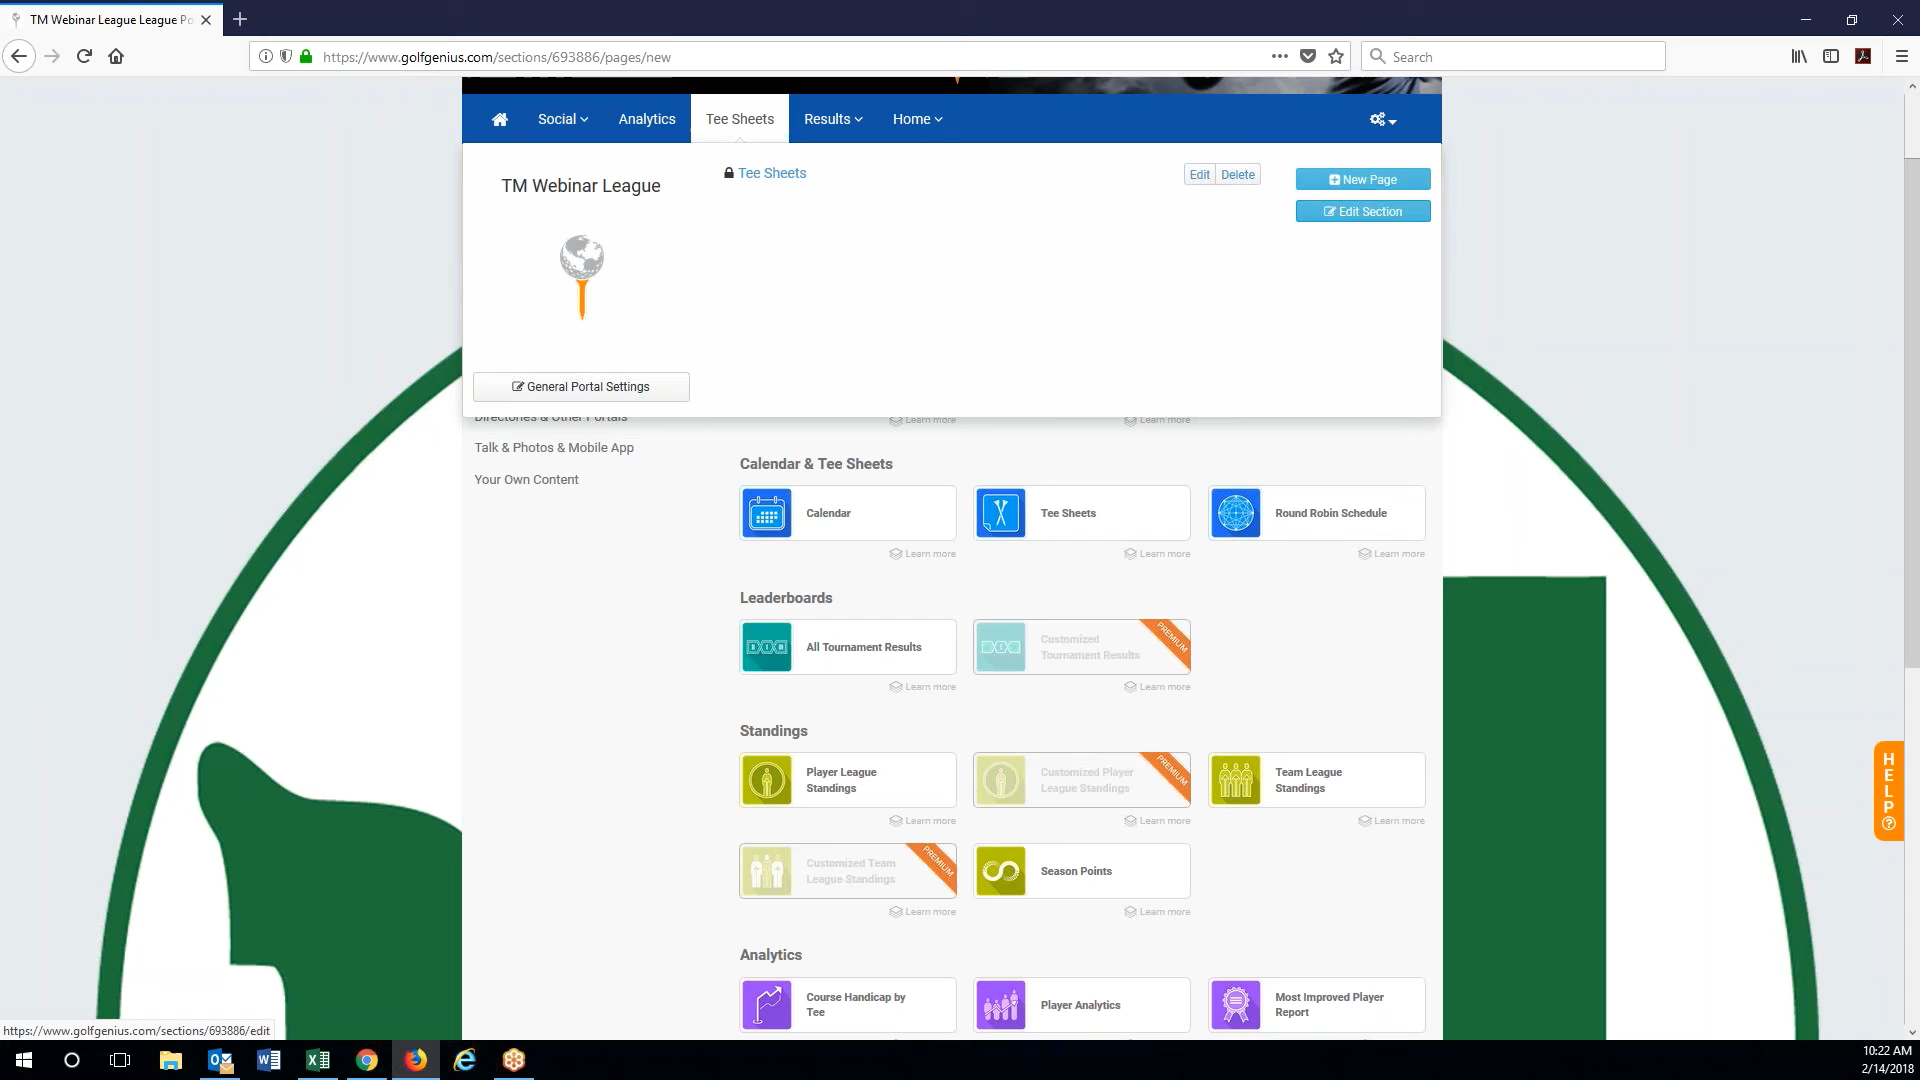 TM Webinar League League Po
https://www.golfgenius.com/sections/693886/pages/new
Search
Social
Analytics
Tee Sheets
Results
Home
TM Webinar League
Tee Sheets
Edit
Delete
New Page
Edit Section
General Portal Settings
Directories & Other Portals
Learn more
Learn more
Talk & Photos & Mobile App
Your Own Content
Calendar & Tee Sheets
Calendar
Tee Sheets
Round Robin Schedule
Learn more
Learn more
Learn more
Leaderboards
All Tournament Results
Customized
Tournament Results
PREMIUM
Learn more
Learn more
Standings
Player League
Standings
Customized Player
League Standings
PREMIUM
Team League
Standings
Learn more
Learn more
Learn more
Customized Team
League Standings
PREMIUM
Season Points
Learn more
Learn more
Analytics
Course Handicap by
Tee
Player Analytics
Most Improved Player
Report
HELP
https://www.golfgenius.com/sections/693886/edit
10:22 AM
2/14/2018